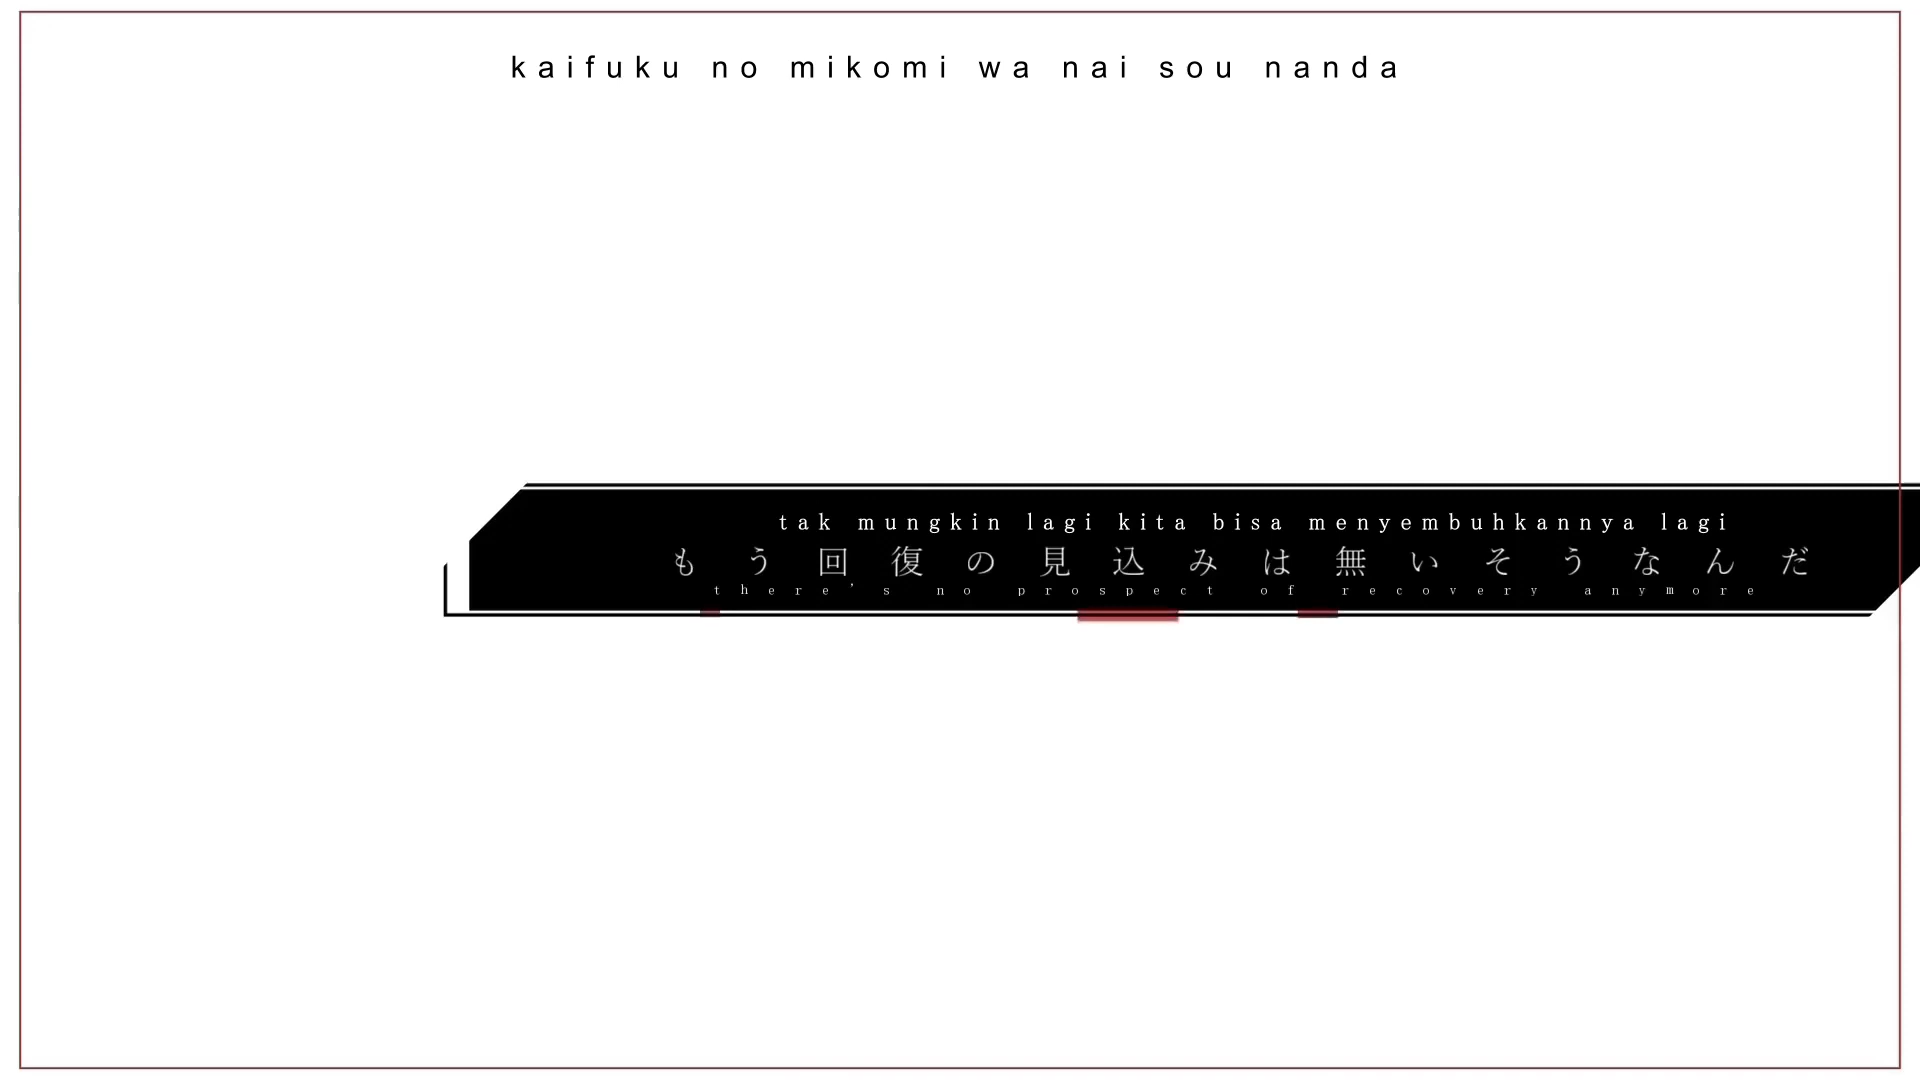 kaifuku no mikomi wa nai sou nanda
tak mungkin lagi kita bisa menyembuhkannya lagi
もう回復の見込みは無いそうなんだ
there's no prospect of recovery anymore